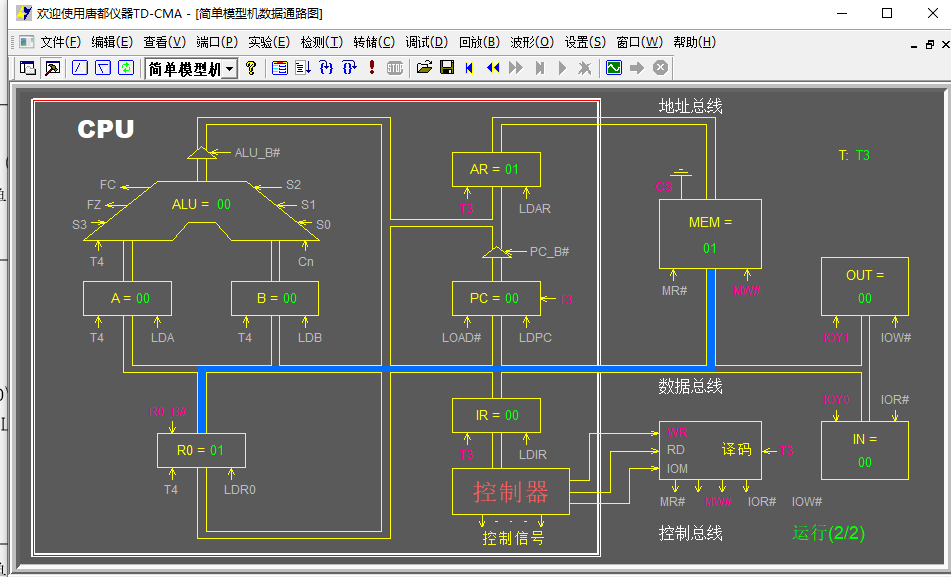 欢迎使用唐都仪器TD-CMA - [简单模型机数据通路图]
文件(F) 编辑(E) 查看(V) 端口(P) 实验(E) 检测(T) 转储(C) 调试(D) 回放(B) 波形(O) 设置(S) 窗口(W) 帮助(H)
简单模型机
STOP
CPU
地址总线
ALU_B#
AR = 01
T: T3
FC
S2
C3
FZ
ALU = 00
S1
T3
LDAR
S3
S0
MEM =
01
T4
Cn
PC_B#
A = 00
B = 00
PC = 00
T3
MR#
MW#
OUT =
00
T4
LDA
T4
LDB
LOAD#
LDPC
IOY1
IOW#
数据总线
R0_B#
IR = 00
IOY0
IOR#
R0 = 01
T3
LDIR
WR
RD
IOM
译码
T3
IN =
00
T4
LDR0
控制器
MR#
MW#
IOR#
IOW#
控制信号
控制总线
运行(2/2)